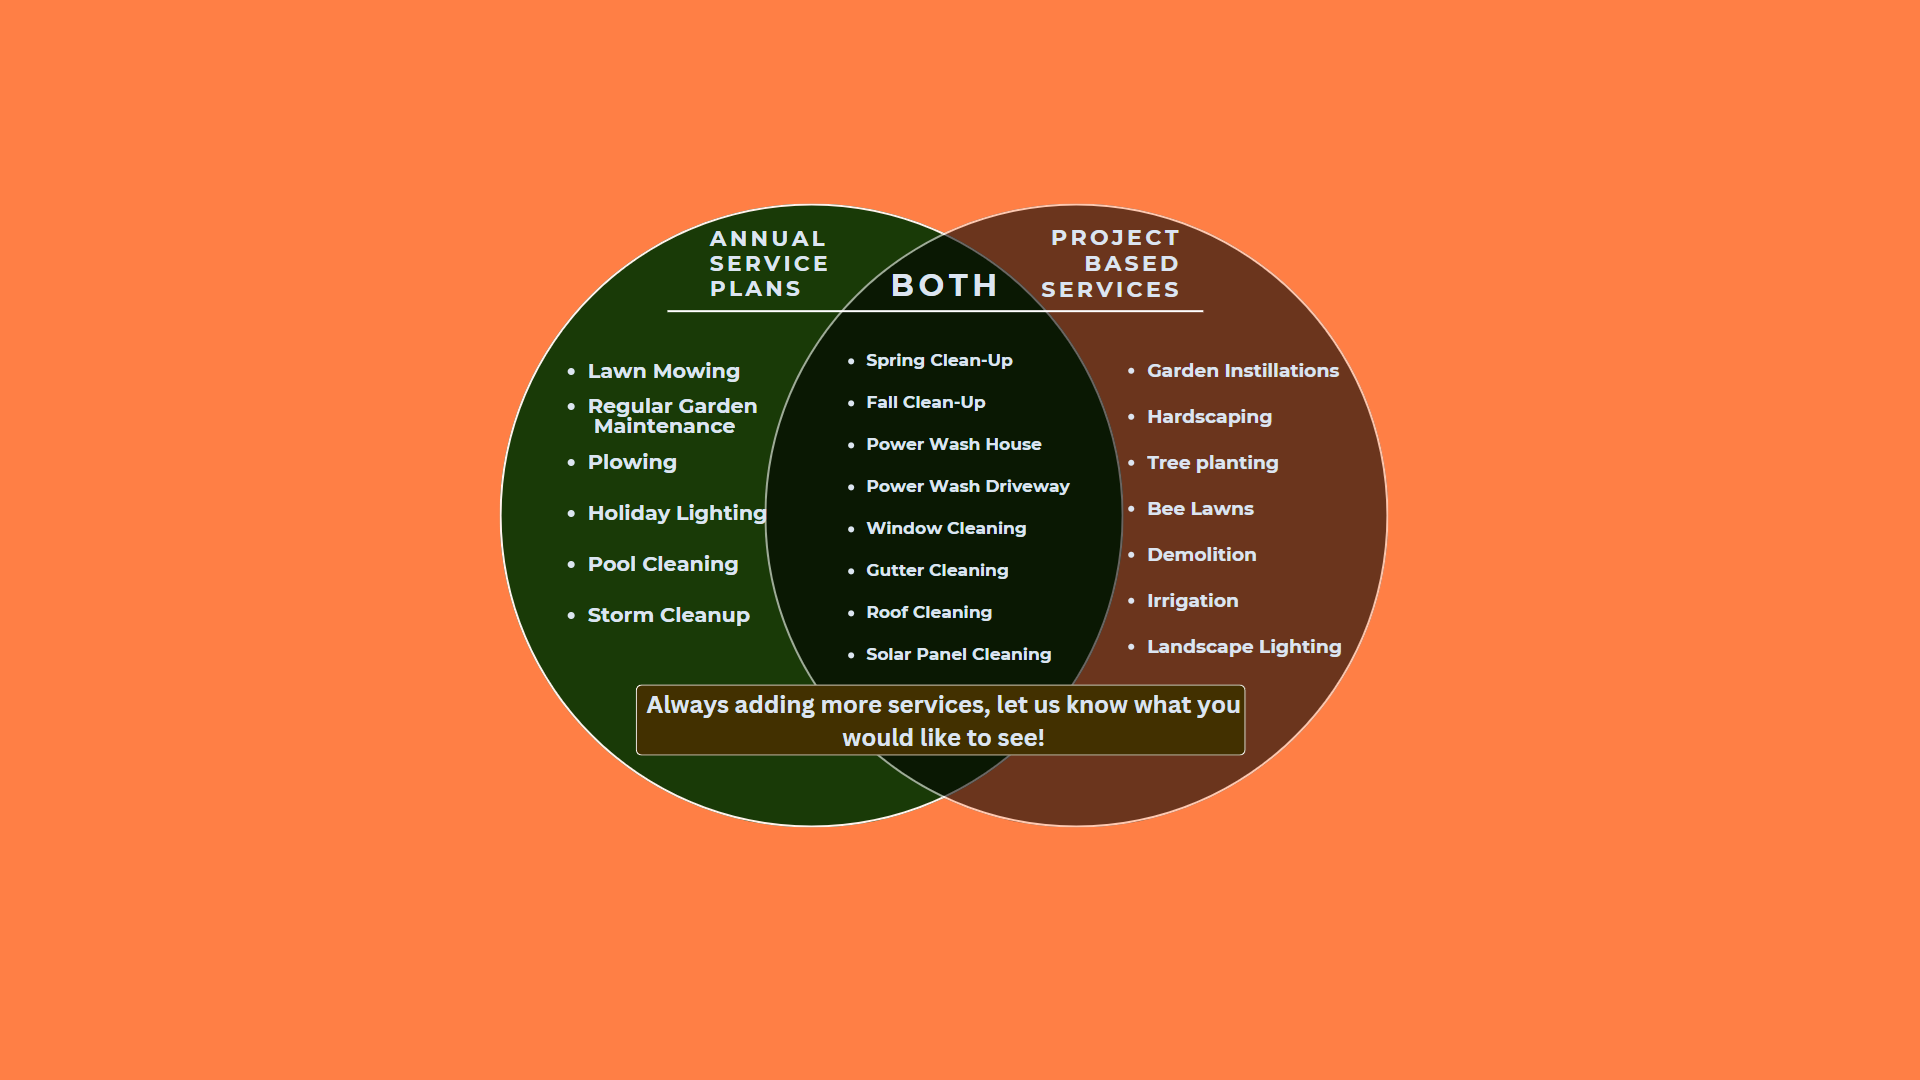 ANNUAL
SERVICE
PLANS
• Lawn Mowing
• Regular Garden
Maintenance
• Plowing
• Holiday Lighting
• Pool Cleaning
• Storm Cleanup
BOTH
• Spring Clean-Up
• Fall Clean-Up
• Power Wash House
• Power Wash Driveway
• Window Cleaning
• Gutter Cleaning
• Roof Cleaning
• Solar Panel Cleaning
PROJECT
BASED
SERVICES
• Garden Instillations
• Hardscaping
• Tree planting
• Bee Lawns
• Demolition
• Irrigation
• Landscape Lighting
Always adding more services, let us know what you
would like to see!